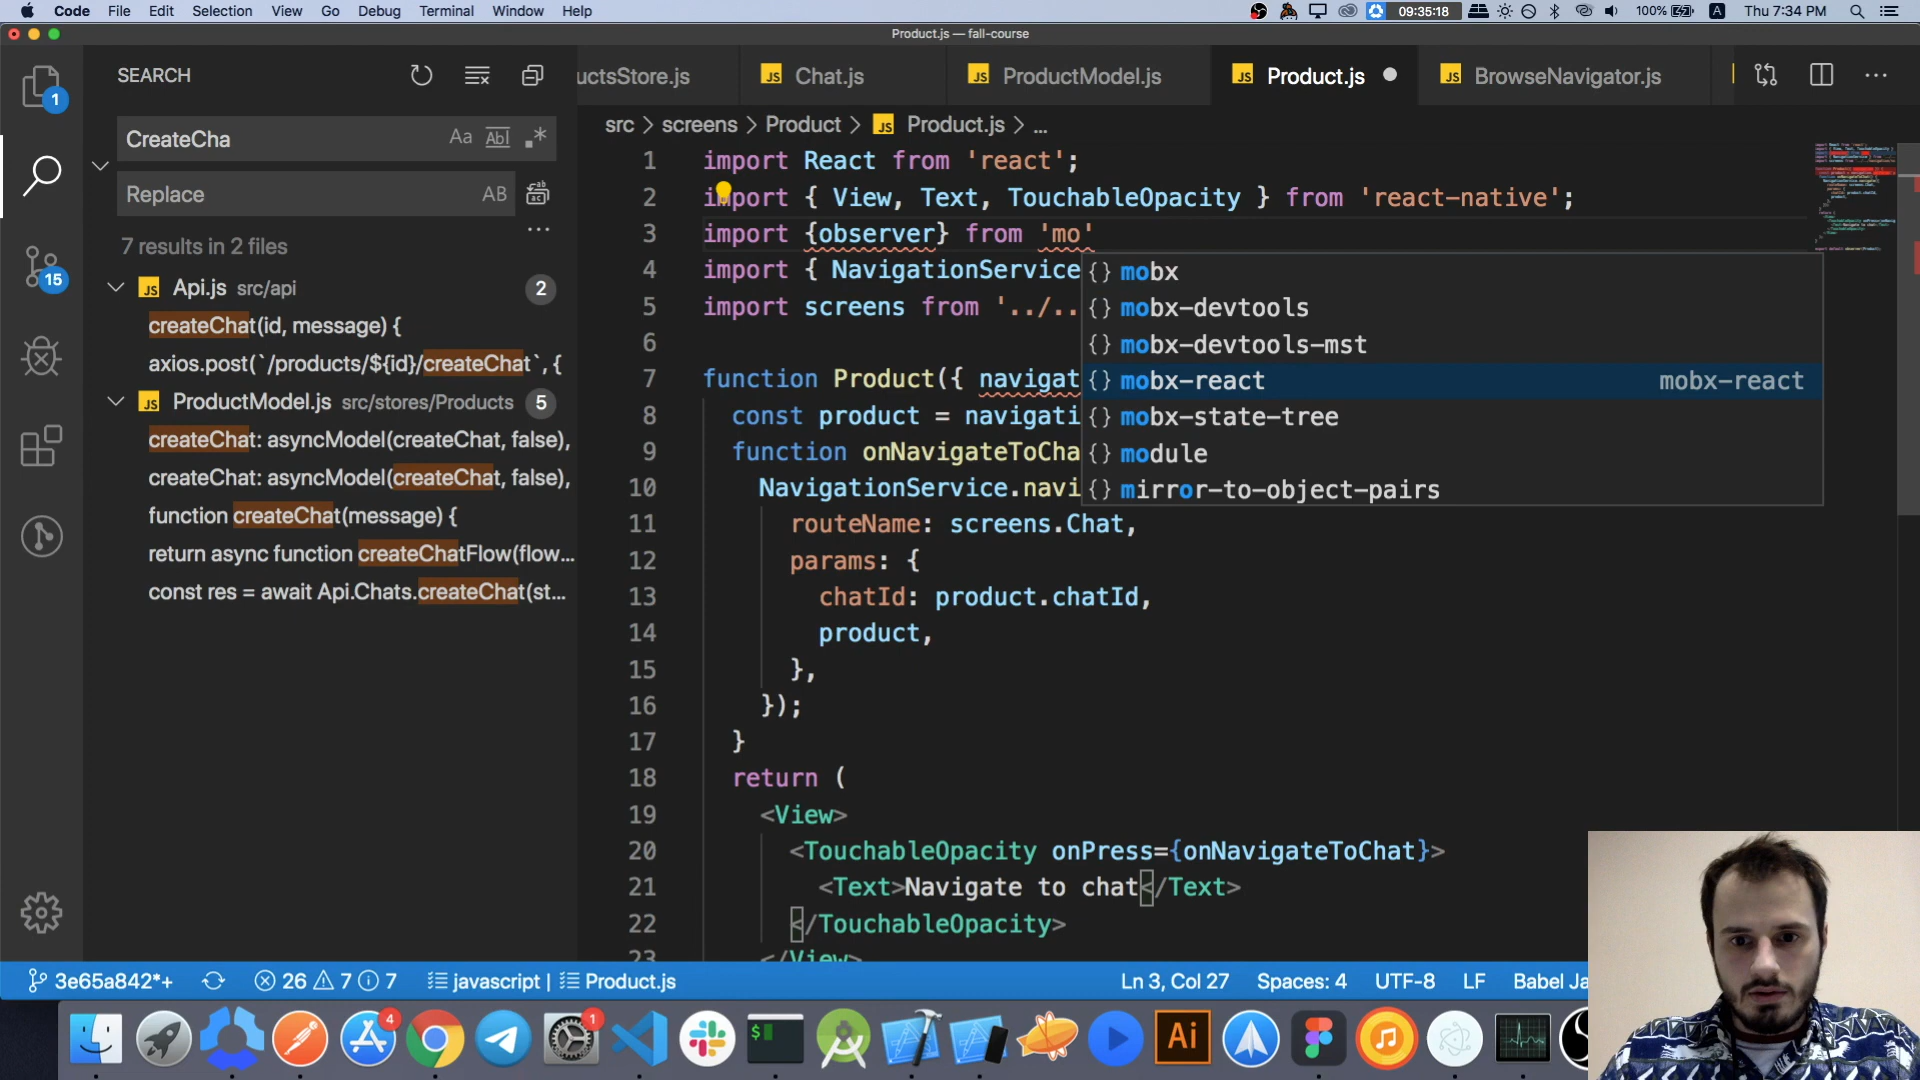 Code File Edit Selection View Go Debug Terminal Window Help
09:35:18 100% A Thu 7:34 PM
Product.js — fall-course
SEARCH
uctsStore.js Chat.js ProductModel.js Product.js BrowseNavigator.js
src > screens > Product > Product.js > ...
CreateCha Aa Abl .*
Replace AB
7 results in 2 files
Api.js src/api 2
createChat(id, message) {
axios.post(`/products/${id}/createChat`, {
ProductModel.js src/stores/Products 5
createChat: asyncModel(createChat, false),
createChat: asyncModel(createChat, false),
function createChat(message) {
return async function createChatFlow(flow...
const res = await Api.Chats.createChat(st...
1
15
1 import React from 'react';
2 import { View, Text, TouchableOpacity } from 'react-native';
3 import {observer} from 'mo'
4 import { NavigationService
5 import screens from '../..
6
7 function Product({ navigat
8 const product = navigati
9 function onNavigateToCha
10 NavigationService.navi
11 routeName: screens.Chat,
12 params: {
13 chatId: product.chatId,
14 product,
15 },
16 });
17 }
18 return (
19 <View>
20 <TouchableOpacity onPress={onNavigateToChat}>
21 <Text>Navigate to chat</Text>
22 </TouchableOpacity>
23 </View>
{} mobx
{} mobx-devtools
{} mobx-devtools-mst
{} mobx-react mobx-react
{} mobx-state-tree
{} module
{} mirror-to-object-pairs
3e65a842*+ 26 7 7 javascript | Product.js Ln 3, Col 27 Spaces: 4 UTF-8 LF Babel Ja
4 1 $ Ai